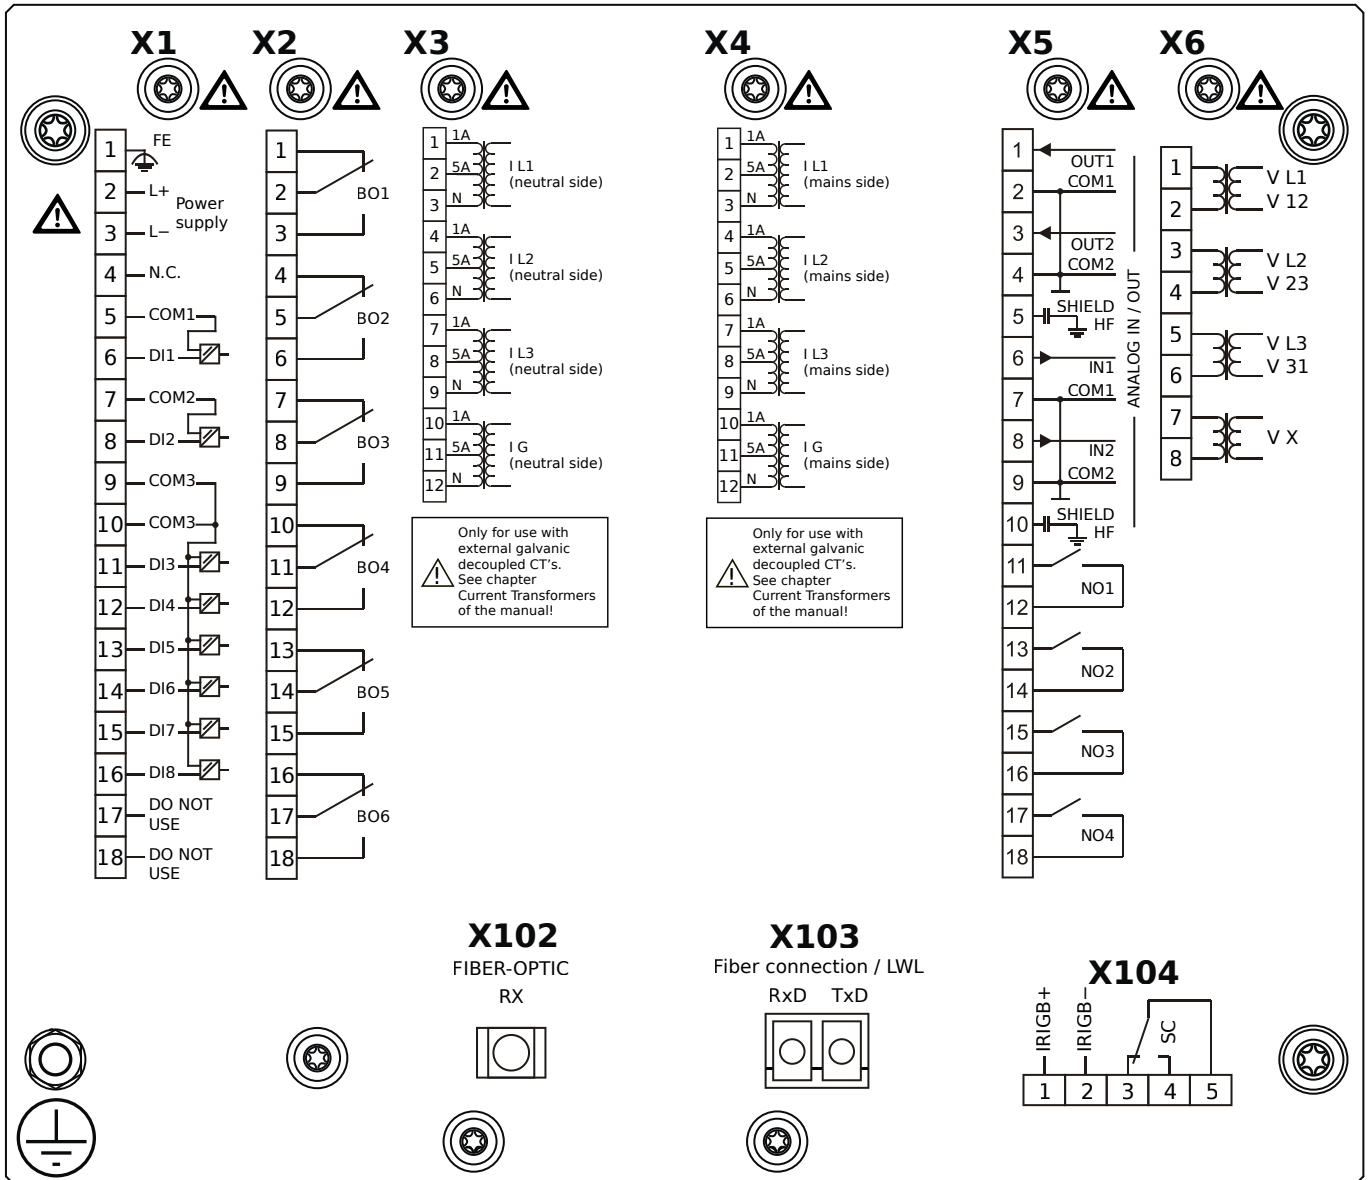 X1
X2
X3
X4
X5
X6
1
FE
2
L+
Power
supply
3
L−
4
N.C.
5
COM1
6
DI1
7
COM2
8
DI2
9
COM3
10
COM3
11
DI3
12
DI4
13
DI5
14
DI6
15
DI7
16
DI8
17
DO NOT
USE
18
DO NOT
USE
1
2
BO1
3
4
5
BO2
6
7
8
BO3
9
10
11
BO4
12
13
14
BO5
15
16
17
BO6
18
1
1A
2
5A
3
N
I L1
(neutral side)
4
1A
5
5A
6
N
I L2
(neutral side)
7
1A
8
5A
9
N
I L3
(neutral side)
10
1A
11
5A
12
N
I G
(neutral side)
Only for use with
external galvanic
decoupled CT’s.
See chapter
Current Transformers
of the manual!
1
1A
2
5A
3
N
I L1
(mains side)
4
1A
5
5A
6
N
I L2
(mains side)
7
1A
8
5A
9
N
I L3
(mains side)
10
1A
11
5A
12
N
I G
(mains side)
Only for use with
external galvanic
decoupled CT’s.
See chapter
Current Transformers
of the manual!
1
OUT1
2
COM1
3
OUT2
4
COM2
5
SHIELD
HF
6
IN1
7
COM1
8
IN2
9
COM2
10
SHIELD
HF
ANALOG IN / OUT
11
NO1
12
13
NO2
14
15
NO3
16
17
NO4
18
1
V L1
2
V 12
3
V L2
4
V 23
5
V L3
6
V 31
7
V X
8
X102
FIBER-OPTIC
RX
X103
Fiber connection / LWL
RxD TxD
X104
IRIGB+
IRIGB−
SC
1 2 3 4 5